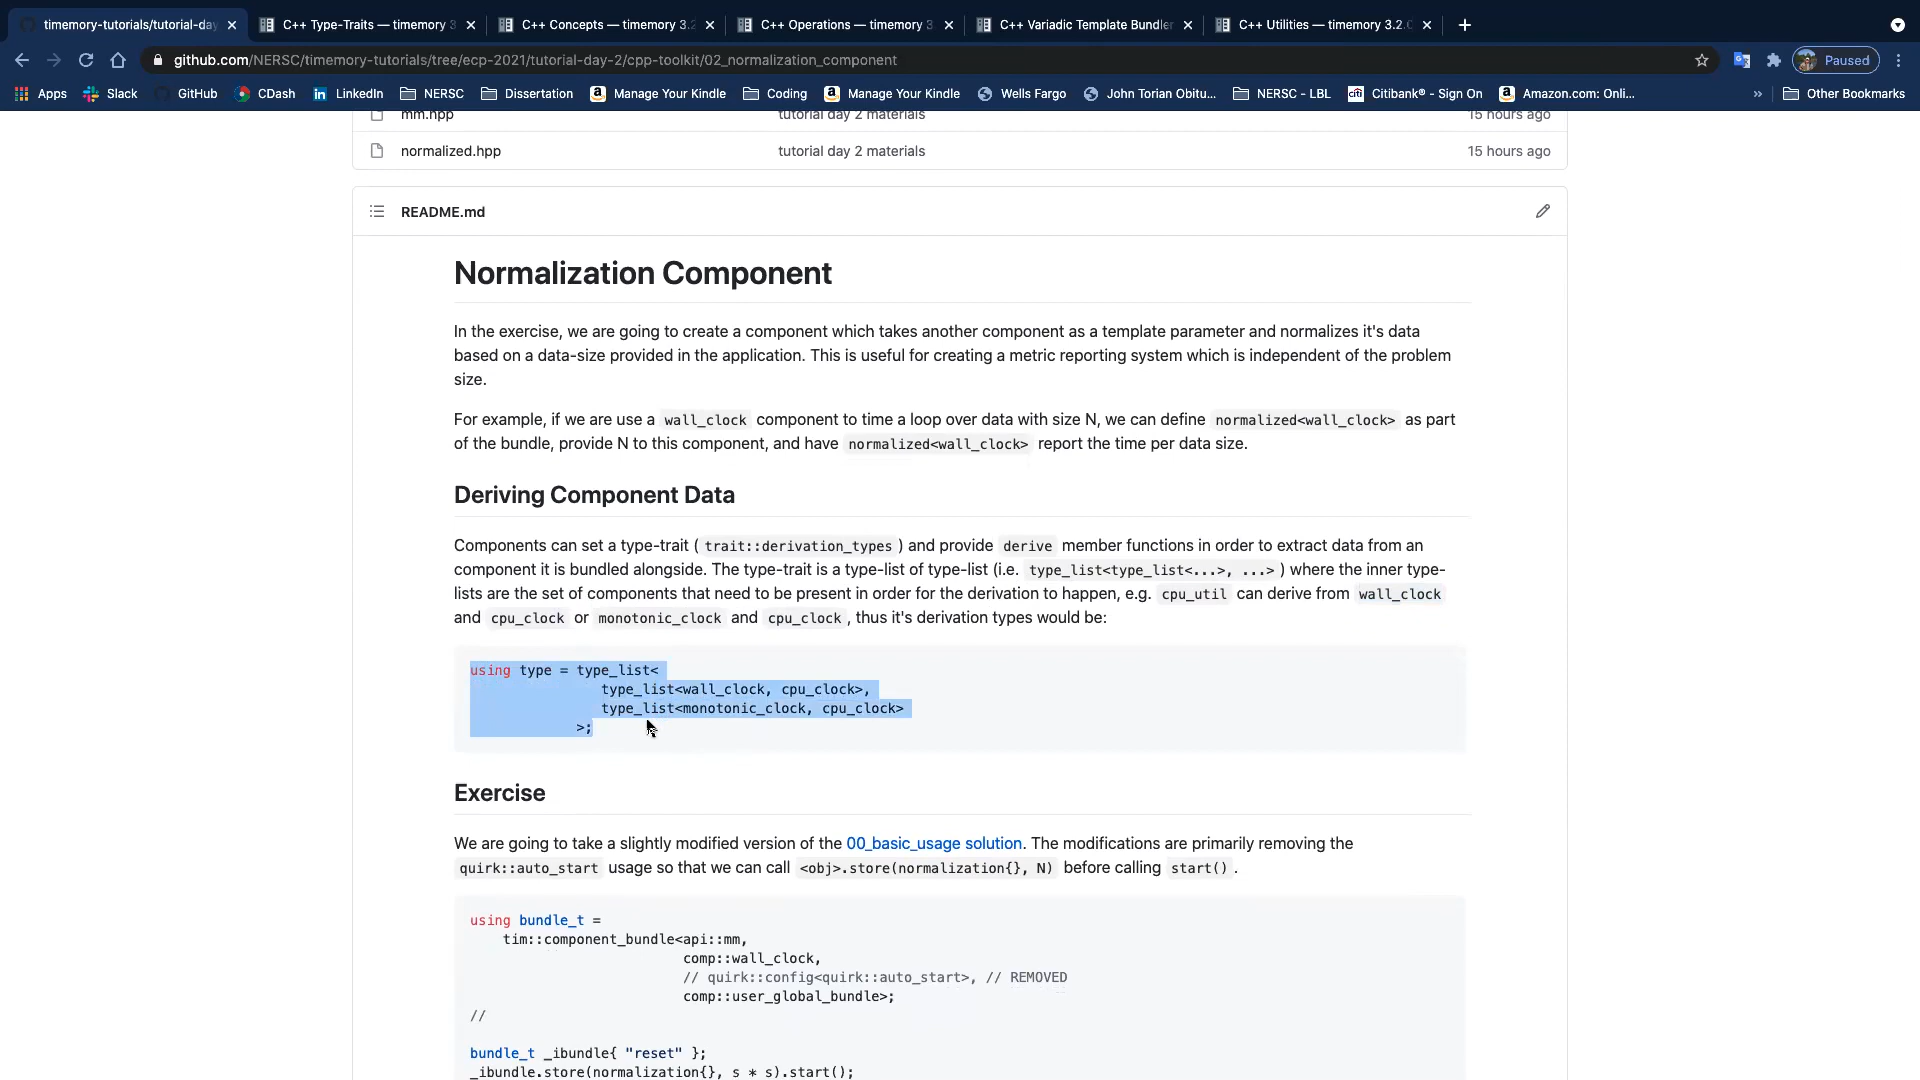 timemory-tutorials/tutorial-day
C++ Type-Traits — timemory 3
C++ Concepts — timemory 3.2
C++ Operations — timemory 3
C++ Variadic Template Bundler
C++ Utilities — timemory 3.2.0
github.com/NERSC/timemory-tutorials/tree/ecp-2021/tutorial-day-2/cpp-toolkit/02_normalization_component
Paused
Apps
Slack
GitHub
CDash
LinkedIn
NERSC
Dissertation
Manage Your Kindle
Coding
Manage Your Kindle
Wells Fargo
John Torian Obitu...
NERSC - LBL
Citibank® - Sign On
Amazon.com: Onli...
»
Other Bookmarks
mm.hpp tutorial day 2 materials 15 hours ago
normalized.hpp tutorial day 2 materials 15 hours ago
README.md
Normalization Component
In the exercise, we are going to create a component which takes another component as a template parameter and normalizes it's data
based on a data-size provided in the application. This is useful for creating a metric reporting system which is independent of the problem
size.
For example, if we are use a wall_clock component to time a loop over data with size N, we can define normalized<wall_clock> as part
of the bundle, provide N to this component, and have normalized<wall_clock> report the time per data size.
Deriving Component Data
Components can set a type-trait ( trait::derivation_types ) and provide derive member functions in order to extract data from an
component it is bundled alongside. The type-trait is a type-list of type-list (i.e. type_list<type_list<...>, ...> ) where the inner type-
lists are the set of components that need to be present in order for the derivation to happen, e.g. cpu_util can derive from wall_clock
and cpu_clock or monotonic_clock and cpu_clock , thus it's derivation types would be:
using type = type_list<
type_list<wall_clock, cpu_clock>,
type_list<monotonic_clock, cpu_clock>
>;
Exercise
We are going to take a slightly modified version of the 00_basic_usage solution. The modifications are primarily removing the
quirk::auto_start usage so that we can call <obj>.store(normalization{}, N) before calling start() .
using bundle_t =
tim::component_bundle<api::mm,
comp::wall_clock,
// quirk::config<quirk::auto_start>, // REMOVED
comp::user_global_bundle>;
//
bundle_t _ibundle{ "reset" };
_ibundle.store(normalization{}, s * s).start();